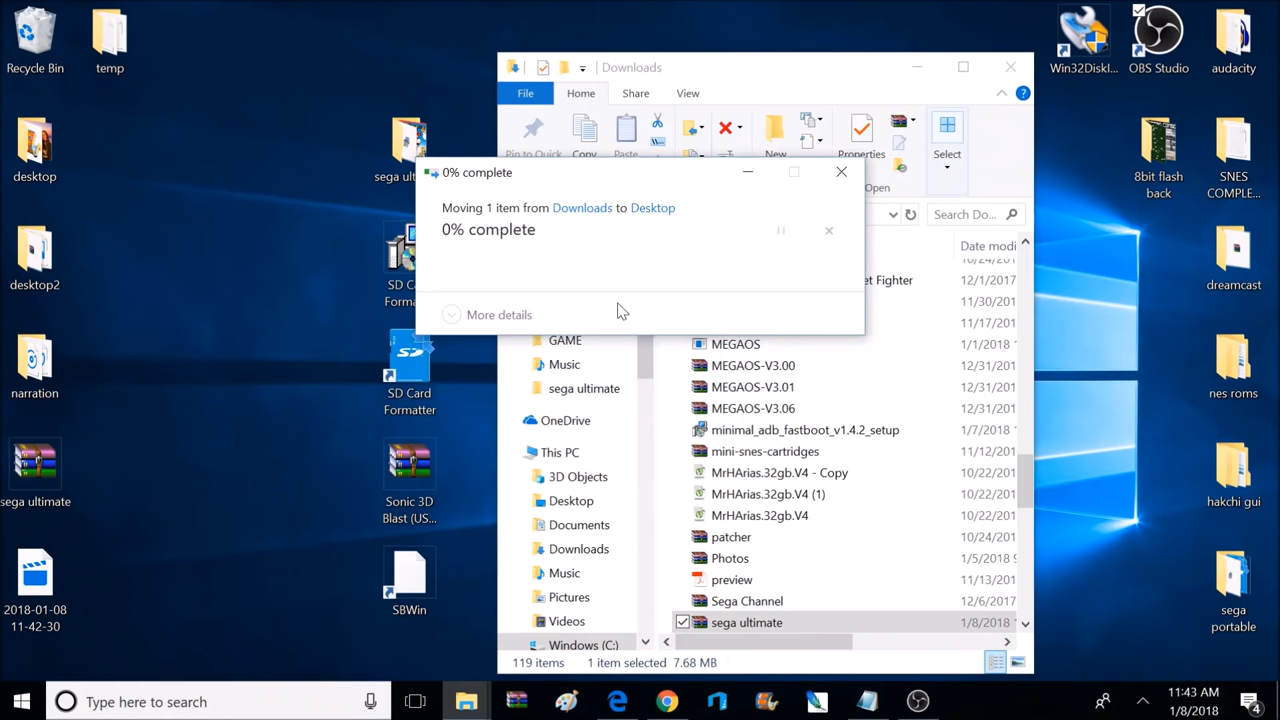 Recycle Bin
temp
desktop
desktop2
narration
sega ultimate
2018-01-08
11-42-30
sega ul
SD Ca
Forma
SD Card
Formatter
Sonic 3D
Blast (US...
SBWin
Downloads
File
Home
Share
View
Pin to Quick
Copy
Paste
New
Properties
Open
Select
0% complete
Moving 1 item from Downloads to Desktop
0% complete
More details
Search Do...
Date modi
10/24/201
et Fighter
12/1/2017
11/30/201
11/17/201
GAME
Music
sega ultimate
OneDrive
This PC
3D Objects
Desktop
Documents
Downloads
Music
Pictures
Videos
Windows (C:)
MEGAOS 1/1/2018 1
MEGAOS-V3.00 12/31/201
MEGAOS-V3.01 12/31/201
MEGAOS-V3.06 12/31/201
minimal_adb_fastboot_v1.4.2_setup 1/7/2018 1
mini-snes-cartridges 11/12/201
MrHArias.32gb.V4 - Copy 10/22/201
MrHArias.32gb.V4 (1) 10/22/201
MrHArias.32gb.V4 10/22/201
patcher 10/24/201
Photos 1/5/2018 9
preview 11/13/201
Sega Channel 12/6/2017
sega ultimate 1/8/2018 1
119 items 1 item selected 7.68 MB
Win32DiskI...
OBS Studio
audacity
8bit flash
back
SNES
COMPLE...
dreamcast
nes roms
hakchi gui
sega
portable
Type here to search
11:43 AM
1/8/2018
4